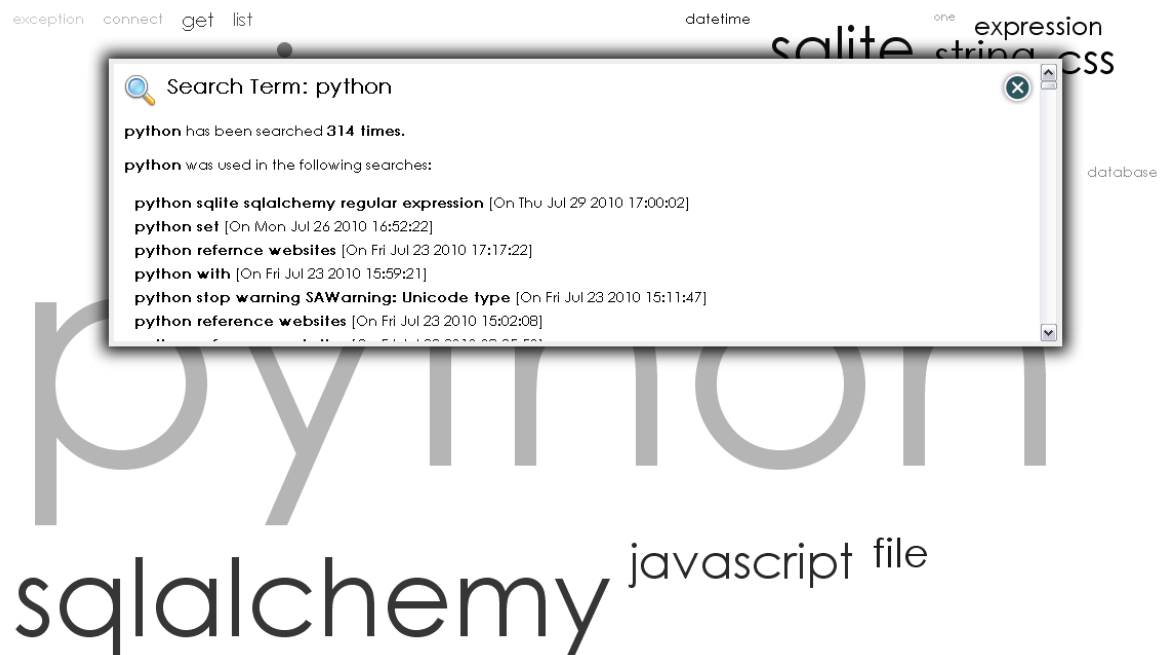 exception connect get list datetime one expression
sqlite string css
Search Term: python
python has been searched 314 times.
python was used in the following searches:
database
python sqlite sqlalchemy regular expression [On Thu Jul 29 2010 17:00:02]
python set [On Mon Jul 26 2010 16:52:22]
python refernce websites [On Fri Jul 23 2010 17:17:22]
python with [On Fri Jul 23 2010 15:59:21]
python stop warning SAWarning: Unicode type [On Fri Jul 23 2010 15:11:47]
python reference websites [On Fri Jul 23 2010 15:02:08]
python
javascript file
sqlalchemy